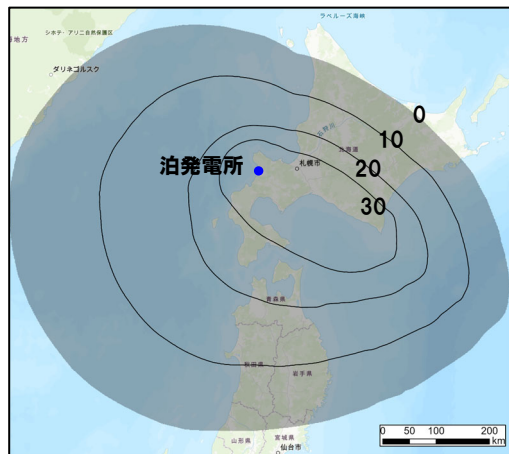 ラペルーズ海峡
シホテ・アリニ自然保護区
地方
ダリネゴルスク
0
10
北海道
泊発電所
札幌市
20
30
青森県
秋田県
岩手県
山形県
宮城県
仙台市
0 50 100 200
km